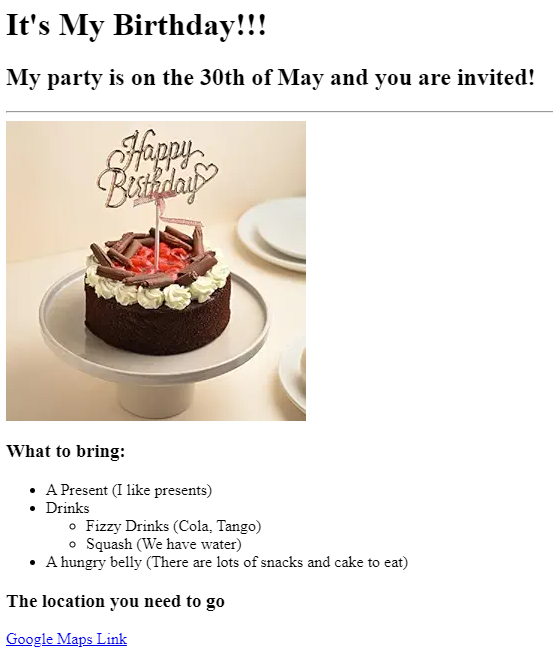 It's My Birthday!!!
My party is on the 30th of May and you are invited!
Happy
Birthday
What to bring:
A Present (I like presents)
Drinks
Fizzy Drinks (Cola, Tango)
Squash (We have water)
A hungry belly (There are lots of snacks and cake to eat)
The location you need to go
Google Maps Link